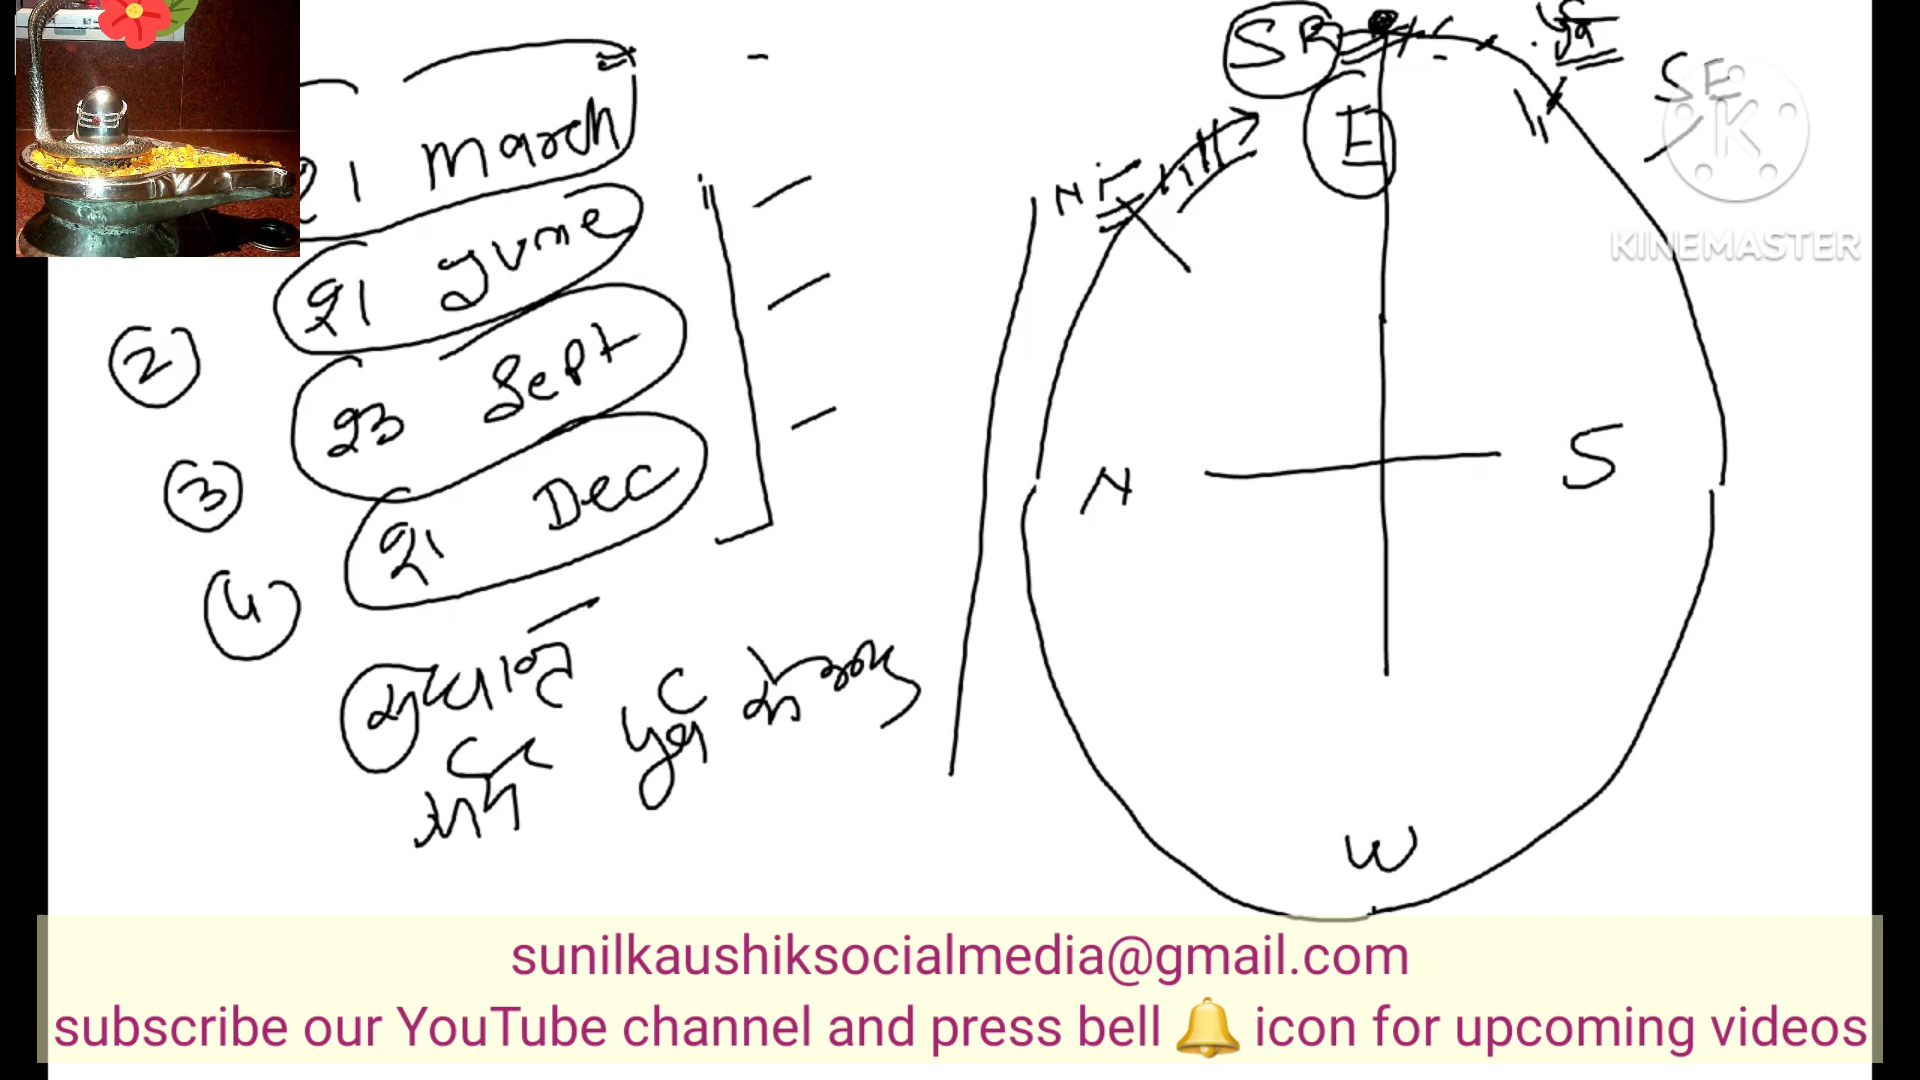 21 March
② 21 June
③ 23 Sept
④ 21 Dec
सूर्य पूर्व
SR
E
NE
SE
N
S
W
KINEMASTER
sunilkaushiksocialmedia@gmail.com
subscribe our YouTube channel and press bell 🔔 icon for upcoming videos